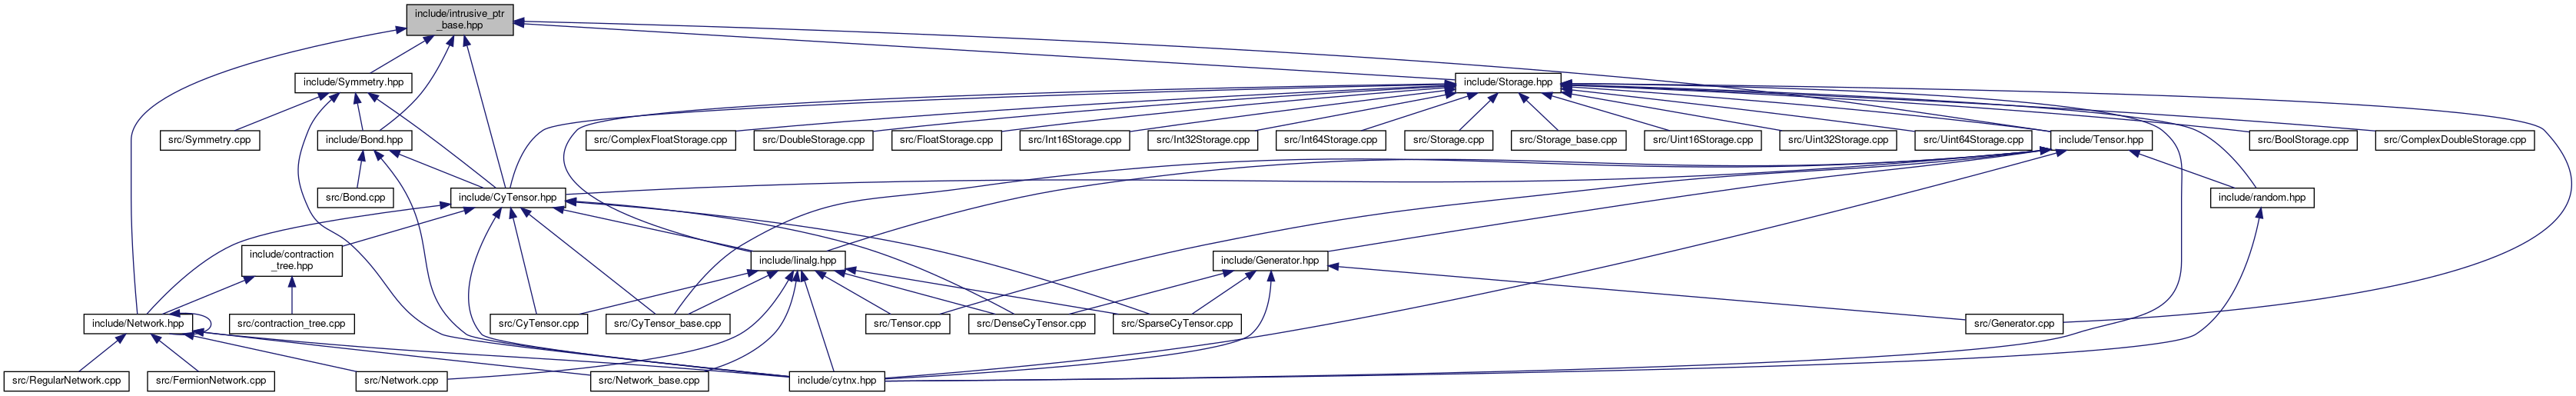 include/intrusive_ptr
_base.hpp
include/Symmetry.hpp
include/Storage.hpp
src/Symmetry.cpp
include/Bond.hpp
src/ComplexFloatStorage.cpp
src/DoubleStorage.cpp
src/FloatStorage.cpp
src/Int16Storage.cpp
src/Int32Storage.cpp
src/Int64Storage.cpp
src/Storage.cpp
src/Storage_base.cpp
src/Uint16Storage.cpp
src/Uint32Storage.cpp
src/Uint64Storage.cpp
include/Tensor.hpp
src/BoolStorage.cpp
src/ComplexDoubleStorage.cpp
src/Bond.cpp
include/CyTensor.hpp
include/random.hpp
include/contraction
_tree.hpp
include/linalg.hpp
include/Generator.hpp
include/Network.hpp
src/contraction_tree.cpp
src/CyTensor.cpp
src/CyTensor_base.cpp
src/Tensor.cpp
src/DenseCyTensor.cpp
src/SparseCyTensor.cpp
src/Generator.cpp
src/RegularNetwork.cpp
src/FermionNetwork.cpp
src/Network.cpp
src/Network_base.cpp
include/cytnx.hpp